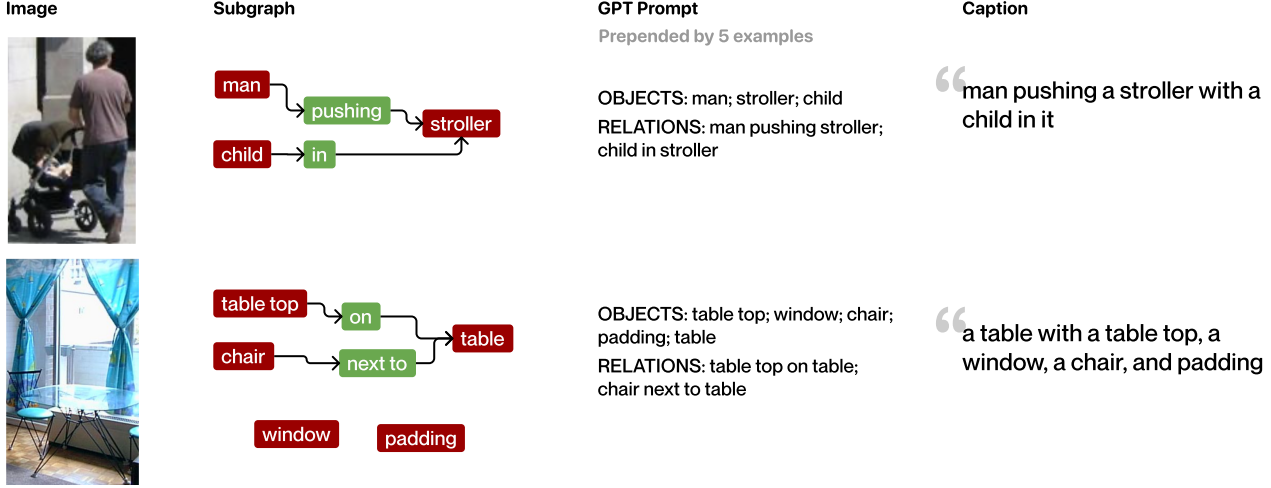 Image
Subgraph
GPT Prompt
Caption
Prepended by 5 examples
man
pushing
stroller
child
in
OBJECTS: man; stroller; child
RELATIONS: man pushing stroller;
child in stroller
“
man pushing a stroller with a
child in it
table top
on
table
chair
next to
window
padding
OBJECTS: table top; window; chair;
padding; table
RELATIONS: table top on table;
chair next to table
“
a table with a table top, a
window, a chair, and padding